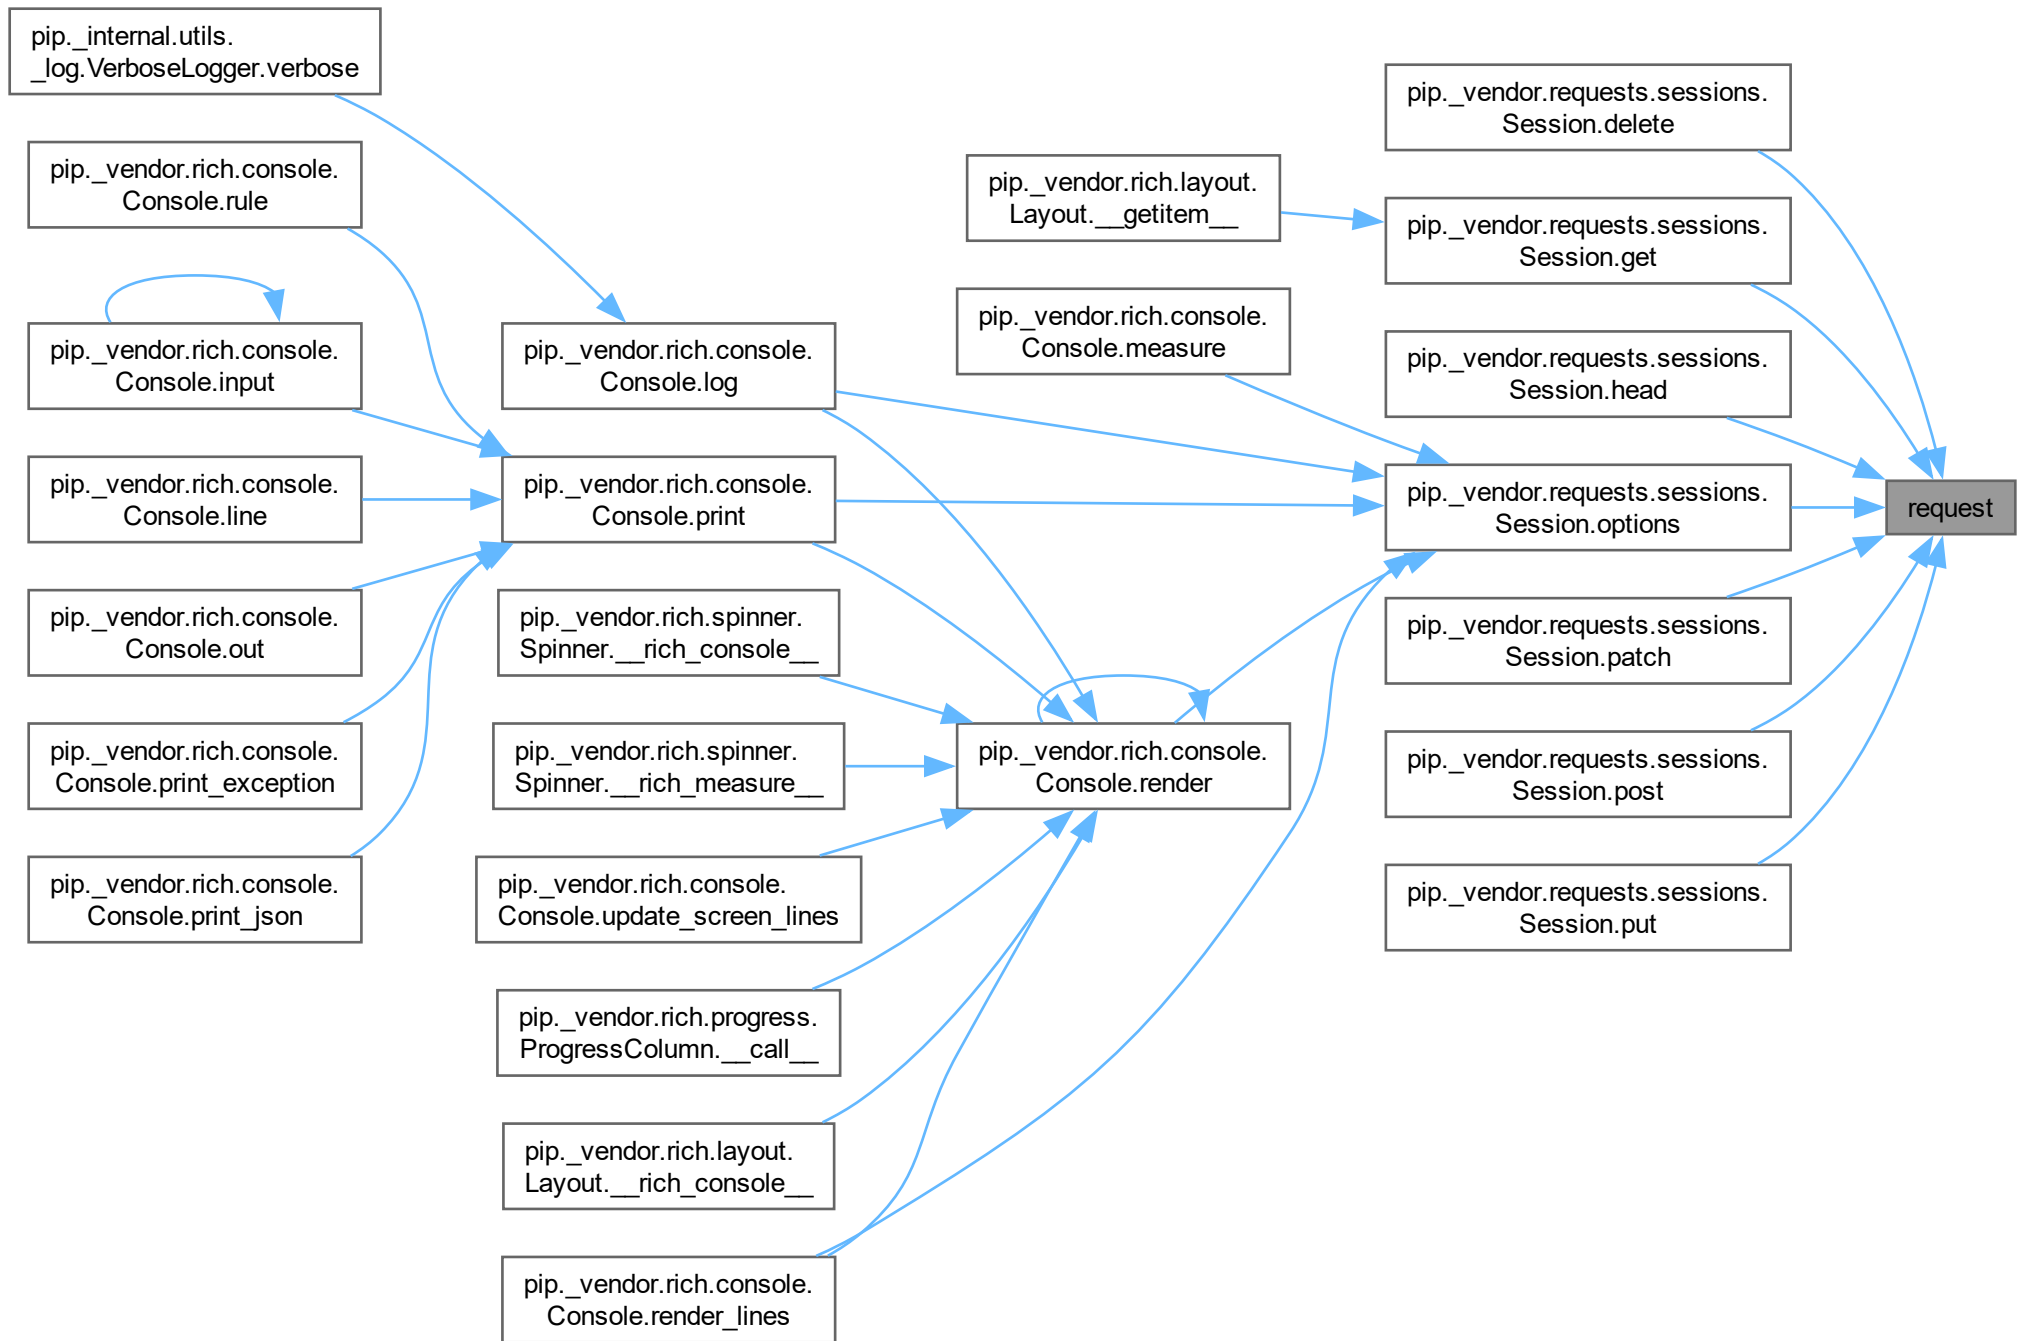 pip._internal.utils.
_log.VerboseLogger.verbose
pip._vendor.rich.console.
Console.rule
pip._vendor.rich.console.
Console.input
pip._vendor.rich.console.
Console.line
pip._vendor.rich.console.
Console.out
pip._vendor.rich.console.
Console.print_exception
pip._vendor.rich.console.
Console.print_json
pip._vendor.rich.console.
Console.log
pip._vendor.rich.console.
Console.print
pip._vendor.rich.spinner.
Spinner.__rich_console__
pip._vendor.rich.spinner.
Spinner.__rich_measure__
pip._vendor.rich.console.
Console.update_screen_lines
pip._vendor.rich.progress.
ProgressColumn.__call__
pip._vendor.rich.layout.
Layout.__rich_console__
pip._vendor.rich.console.
Console.render_lines
pip._vendor.rich.layout.
Layout.__getitem__
pip._vendor.rich.console.
Console.measure
pip._vendor.rich.console.
Console.render
pip._vendor.requests.sessions.
Session.delete
pip._vendor.requests.sessions.
Session.get
pip._vendor.requests.sessions.
Session.head
pip._vendor.requests.sessions.
Session.options
pip._vendor.requests.sessions.
Session.patch
pip._vendor.requests.sessions.
Session.post
pip._vendor.requests.sessions.
Session.put
request